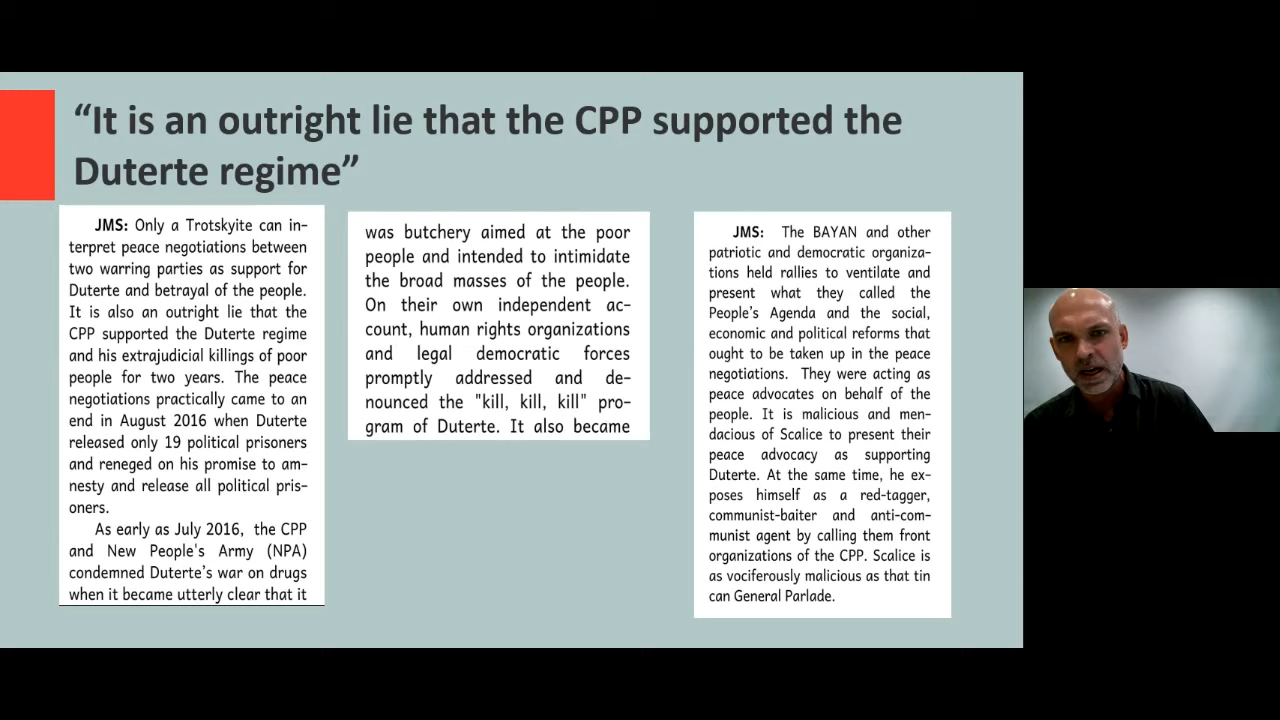 “It is an outright lie that the CPP supported the
Duterte regime”
JMS: Only a Trotskyite can in-
terpret peace negotiations between
two warring parties as support for
Duterte and betrayal of the people.
It is also an outright lie that the
CPP supported the Duterte regime
and his extrajudicial killings of poor
people for two years. The peace
negotiations practically came to an
end in August 2016 when Duterte
released only 19 political prisoners
and reneged on his promise to am-
nesty and release all political pris-
oners.
As early as July 2016, the CPP
and New People's Army (NPA)
condemned Duterte's war on drugs
when it became utterly clear that it
was butchery aimed at the poor
people and intended to intimidate
the broad masses of the people.
On their own independent ac-
count, human rights organizations
and legal democratic forces
promptly addressed and de-
nounced the "kill, kill, kill" pro-
gram of Duterte. It also became
JMS: The BAYAN and other
patriotic and democratic organiza-
tions held rallies to ventilate and
present what they called the
People's Agenda and the social,
economic and political reforms that
ought to be taken up in the peace
negotiations. They were acting as
peace advocates on behalf of the
people. It is malicious and men-
dacious of Scalice to present their
peace advocacy as supporting
Duterte. At the same time, he ex-
poses himself as a red-tagger,
communist-baiter and anti-com-
munist agent by calling them front
organizations of the CPP. Scalice is
as vociferously malicious as that tin
can General Parlade.